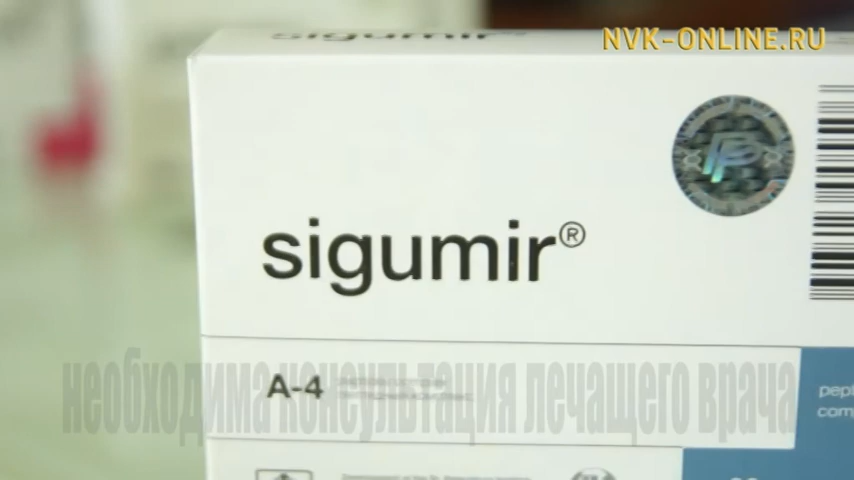 NVK-ONLINE.RU
sigumir
sigumir®
необходима консультация лечащего врача
A-4